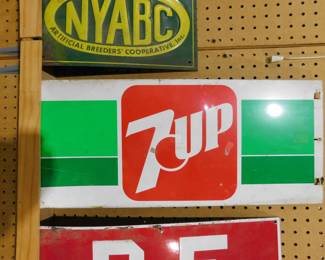 NYABC
ARTIFICIAL BREEDERS' COOPERATIVE, Inc.
7UP